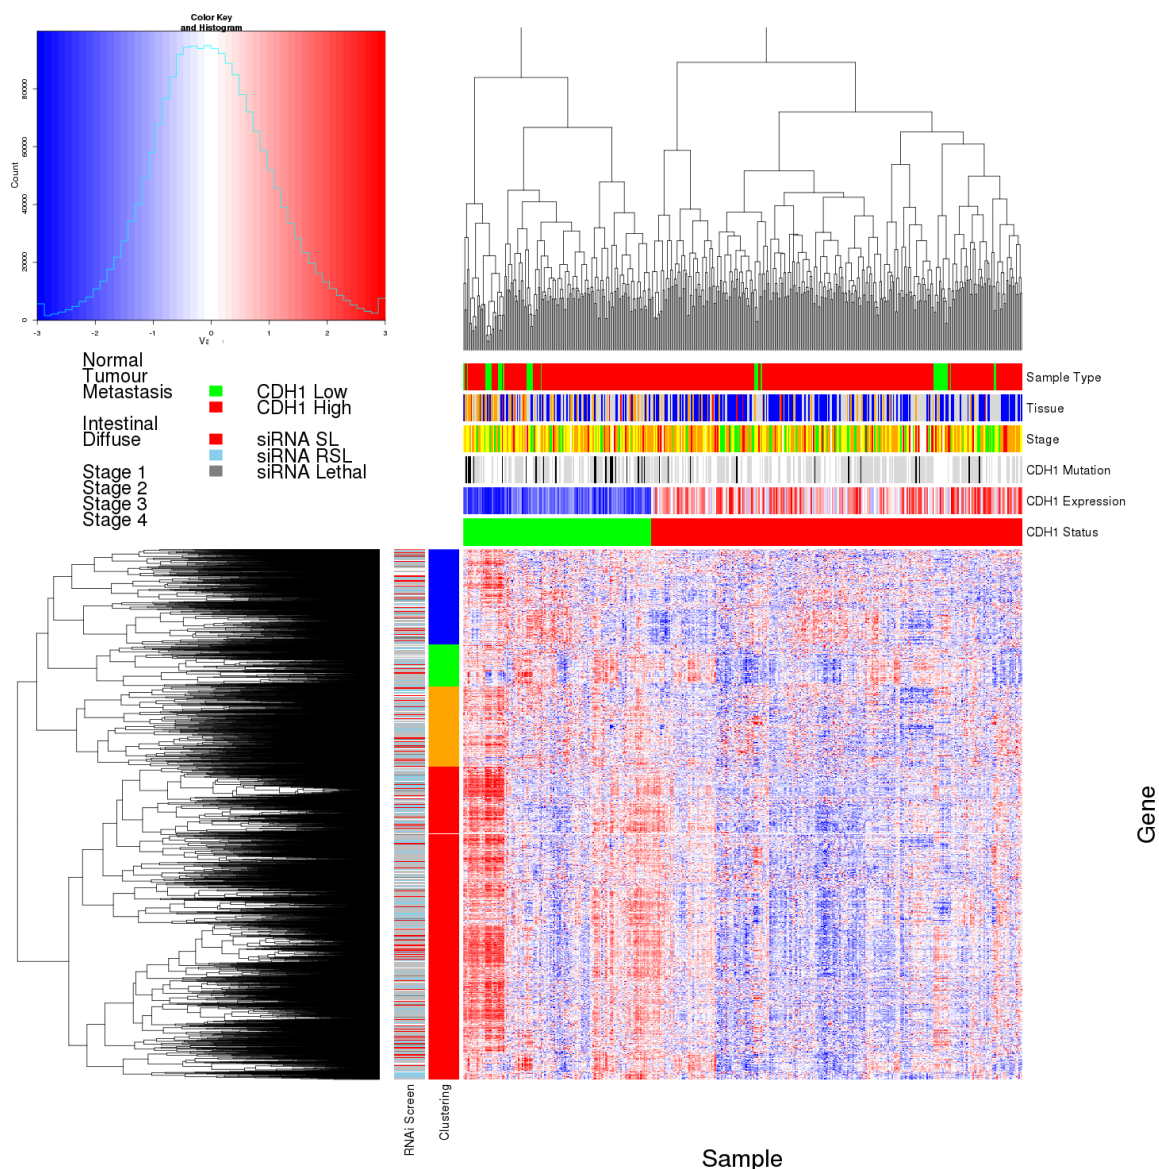 Color Key
and Histogram
Count
0
20000
40000
60000
80000
-3
-2
-1
0
1
2
3
Normal
Tumour
Metastasis
Intestinal
Diffuse
Stage 1
Stage 2
Stage 3
Stage 4
CDH1 Low
CDH1 High
siRNA SL
siRNA RSL
siRNA Lethal
Sample Type
Tissue
Stage
CDH1 Mutation
CDH1 Expression
CDH1 Status
RNAi Screen
Clustering
Gene
Sample